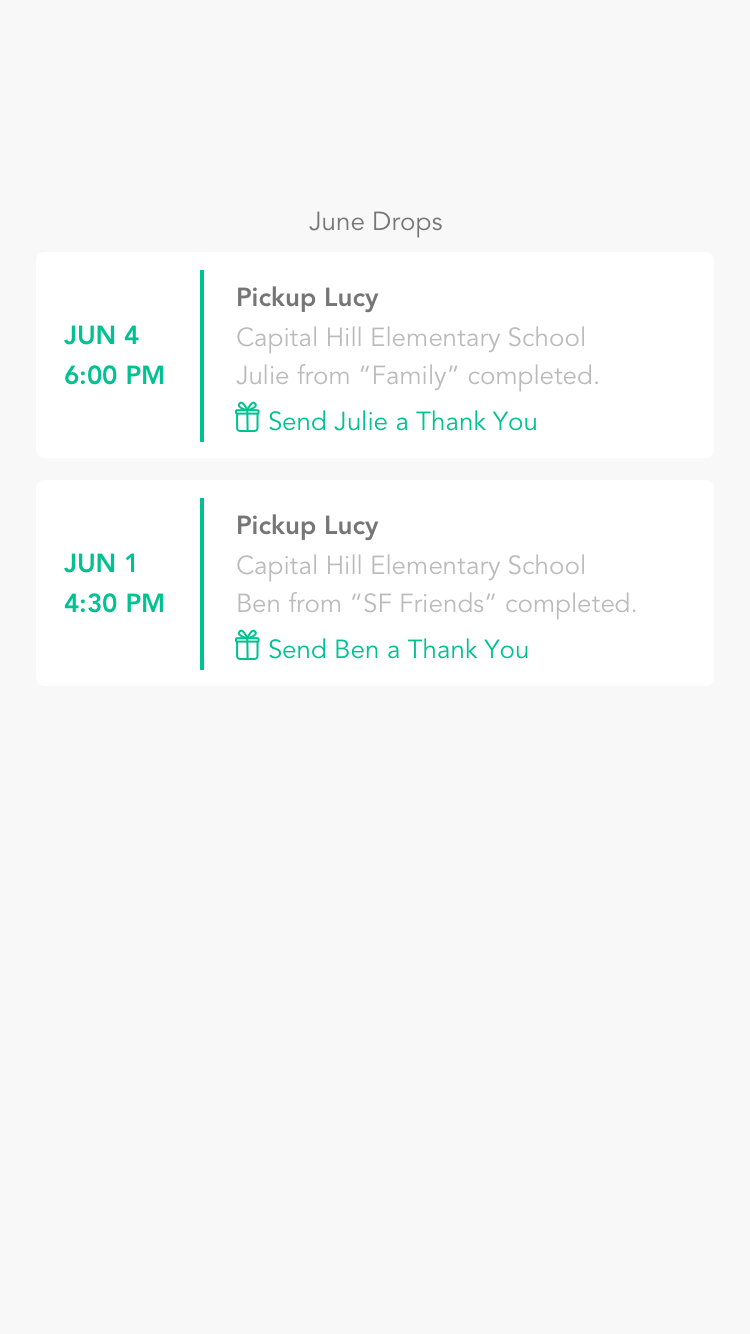 June Drops
JUN 4
6:00 PM
Pickup Lucy
Capital Hill Elementary School
Julie from “Family” completed.
Send Julie a Thank You
JUN 1
4:30 PM
Pickup Lucy
Capital Hill Elementary School
Ben from “SF Friends” completed.
Send Ben a Thank You